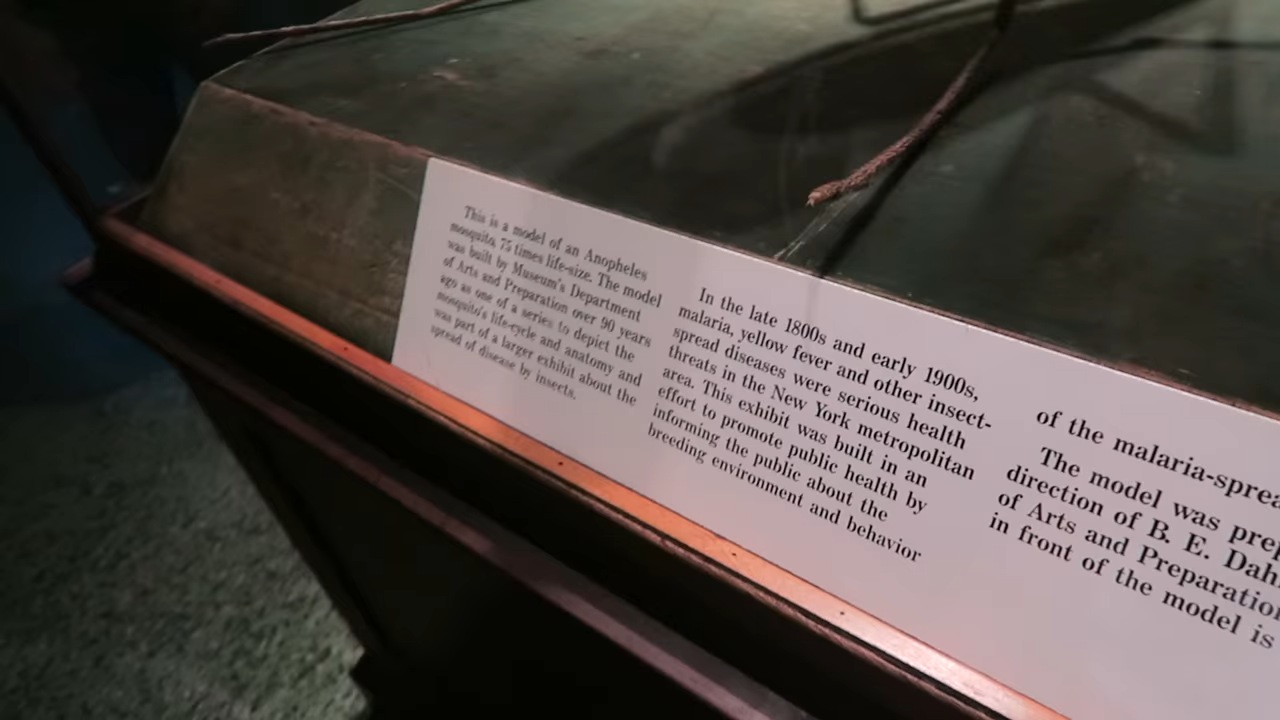 This is a model of an Anopheles
mosquito, 75 times life-size. The model
was built by Museum's Department
of Arts and Preparation over 90 years
ago as one of a series to depict the
mosquito's life-cycle and anatomy and
was part of a larger exhibit about the
spread of disease by insects.
In the late 1800s and early 1900s,
malaria, yellow fever and other insect-
spread diseases were serious health
threats in the New York metropolitan
area. This exhibit was built in an
effort to promote public health by
informing the public about the
breeding environment and behavior
of the malaria-sprea
The model was prep
direction of B. E. Dah
of Arts and Preparation
in front of the model is